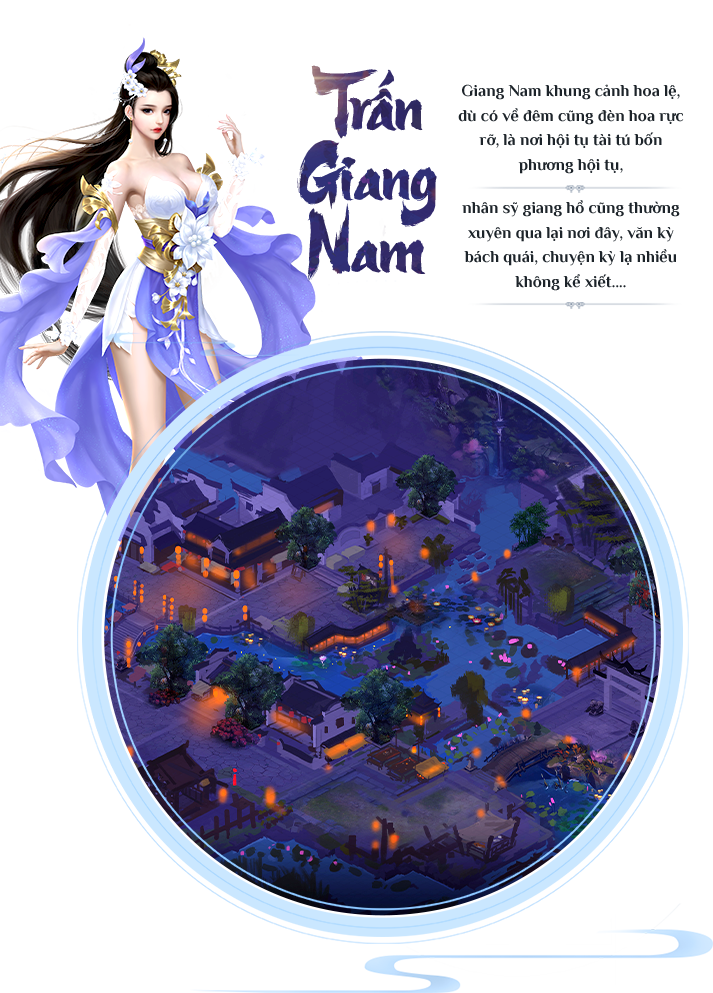 Trấn
Giang
Nam
Giang Nam khung cảnh hoa lệ,
dù có về đêm cũng đèn hoa rực
rỡ, là nơi hội tụ tài tú bốn
phương hội tụ,
nhân sỹ giang hồ cũng thường
xuyên qua lại nơi đây, văn kỳ
bách quái, chuyện kỳ lạ nhiều
không kể xiết....